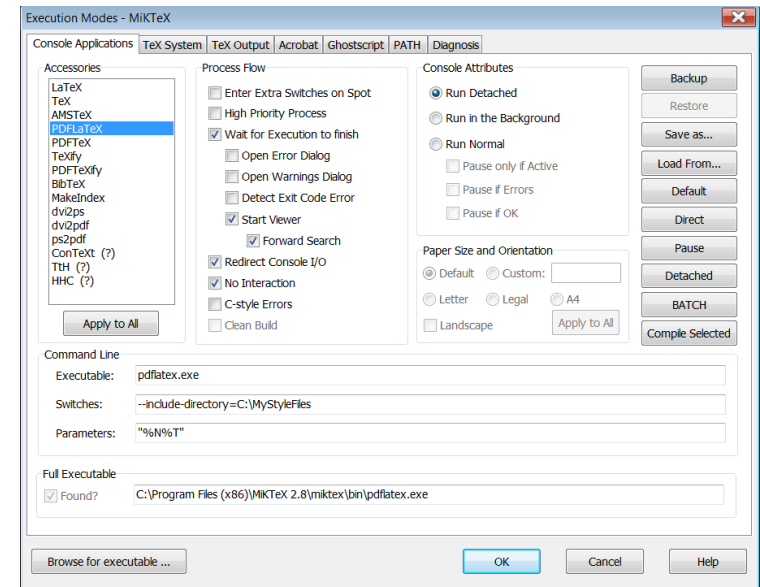 Execution Modes - MiKTeX
Console Applications TeX System TeX Output Acrobat Ghostscript PATH Diagnosis
Accessories
LaTeX
TeX
AMSTeX
PDFLaTeX
PDFTeX
TeXify
PDFTeXify
BibTeX
MakeIndex
dvi2ps
dvi2pdf
ps2pdf
ConTeXt (?)
TtH (?)
HHC (?)
Apply to All
Process Flow
Enter Extra Switches on Spot
High Priority Process
Wait for Execution to finish
Open Error Dialog
Open Warnings Dialog
Detect Exit Code Error
Start Viewer
Forward Search
Redirect Console I/O
No Interaction
C-style Errors
Clean Build
Console Attributes
Run Detached
Run in the Background
Run Normal
Pause only if Active
Pause if Errors
Pause if OK
Paper Size and Orientation
Default Custom:
Letter Legal A4
Landscape Apply to All
Backup
Restore
Save as...
Load From...
Default
Direct
Pause
Detached
BATCH
Compile Selected
Command Line
Executable: pdflatex.exe
Switches: --include-directory=C:\MyStyleFiles
Parameters: "%N%T"
Full Executable
Found? C:\Program Files (x86)\MiKTeX 2.8\miktex\bin\pdflatex.exe
Browse for executable ... OK Cancel Help